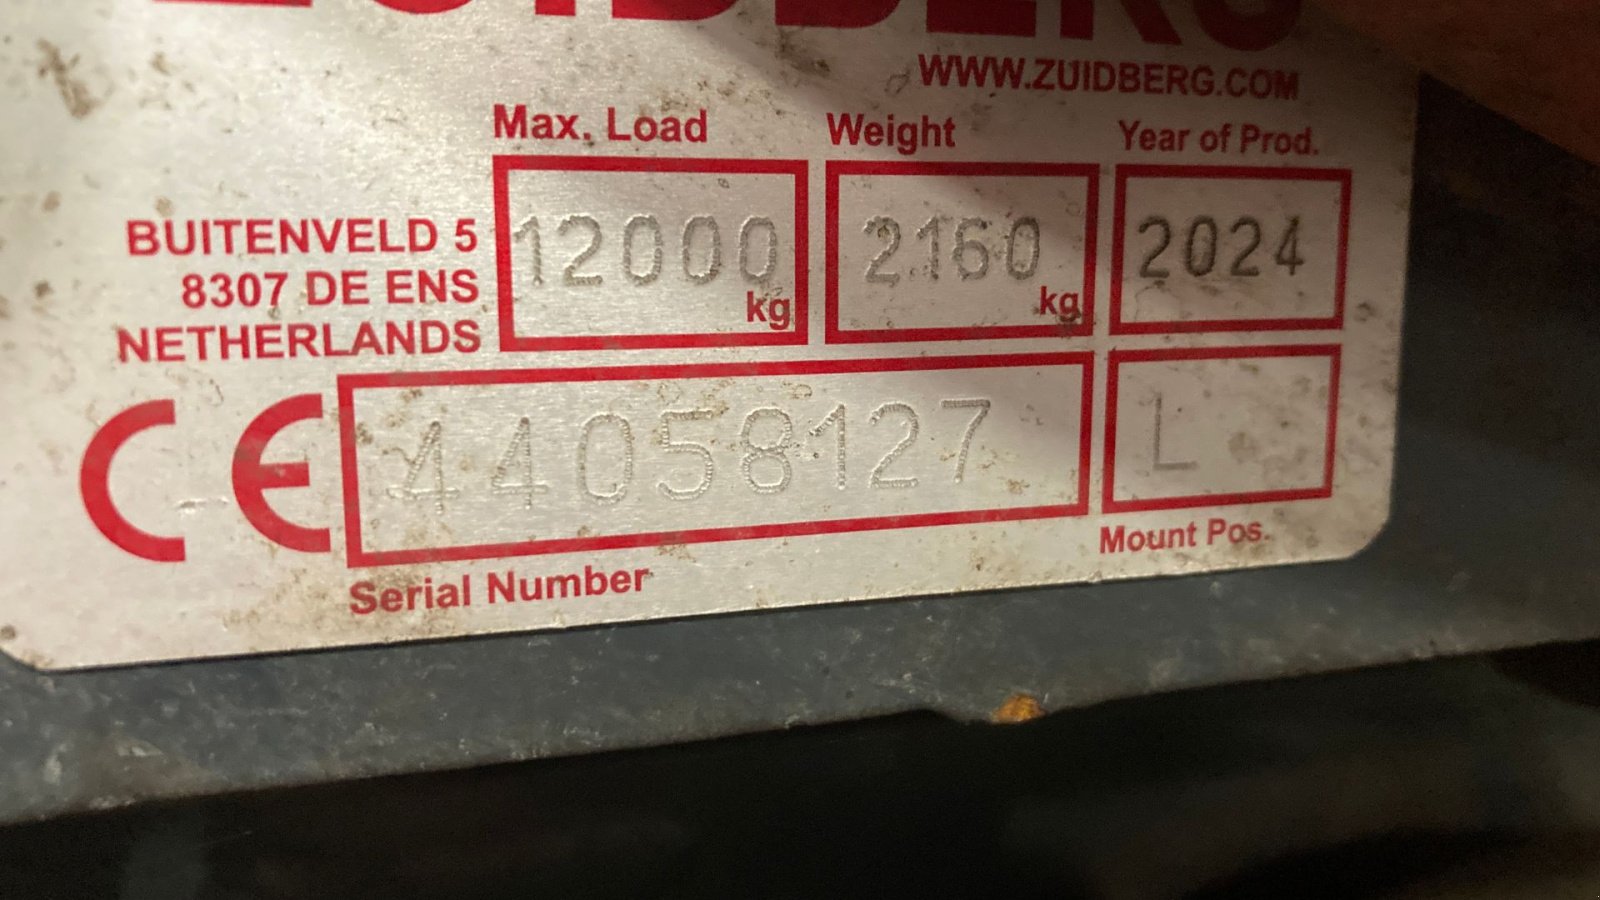 ZUIDBERG
WWW.ZUIDBERG.COM
Max. Load
Weight
Year of Prod.
BUITENVELD 5
8307 DE ENS
NETHERLANDS
12000 kg
2160 kg
2024
CE
44058127
L
Serial Number
Mount Pos.